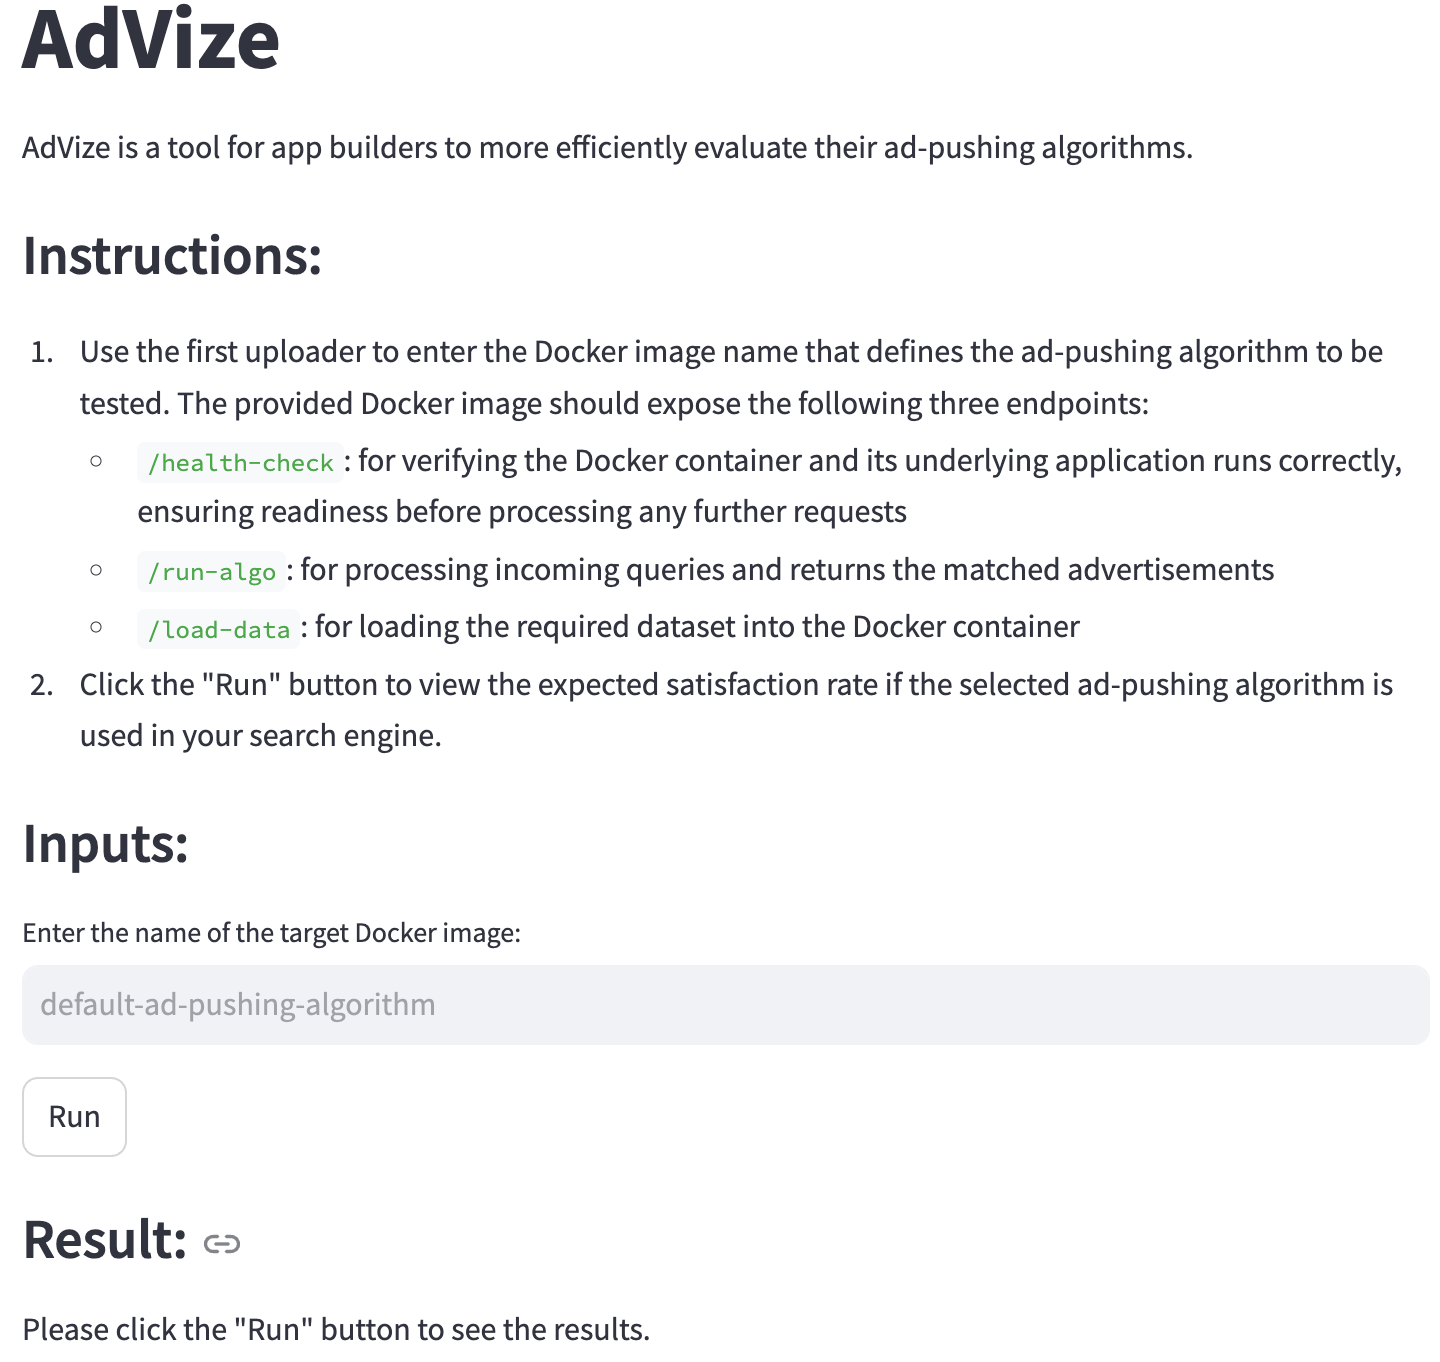 AdVize
AdVize is a tool for app builders to more efficiently evaluate their ad-pushing algorithms.
Instructions:
1. Use the first uploader to enter the Docker image name that defines the ad-pushing algorithm to be
tested. The provided Docker image should expose the following three endpoints:
/health-check : for verifying the Docker container and its underlying application runs correctly,
ensuring readiness before processing any further requests
/run-algo : for processing incoming queries and returns the matched advertisements
/load-data : for loading the required dataset into the Docker container
2. Click the "Run" button to view the expected satisfaction rate if the selected ad-pushing algorithm is
used in your search engine.
Inputs:
Enter the name of the target Docker image:
default-ad-pushing-algorithm
Run
Result:
Please click the "Run" button to see the results.